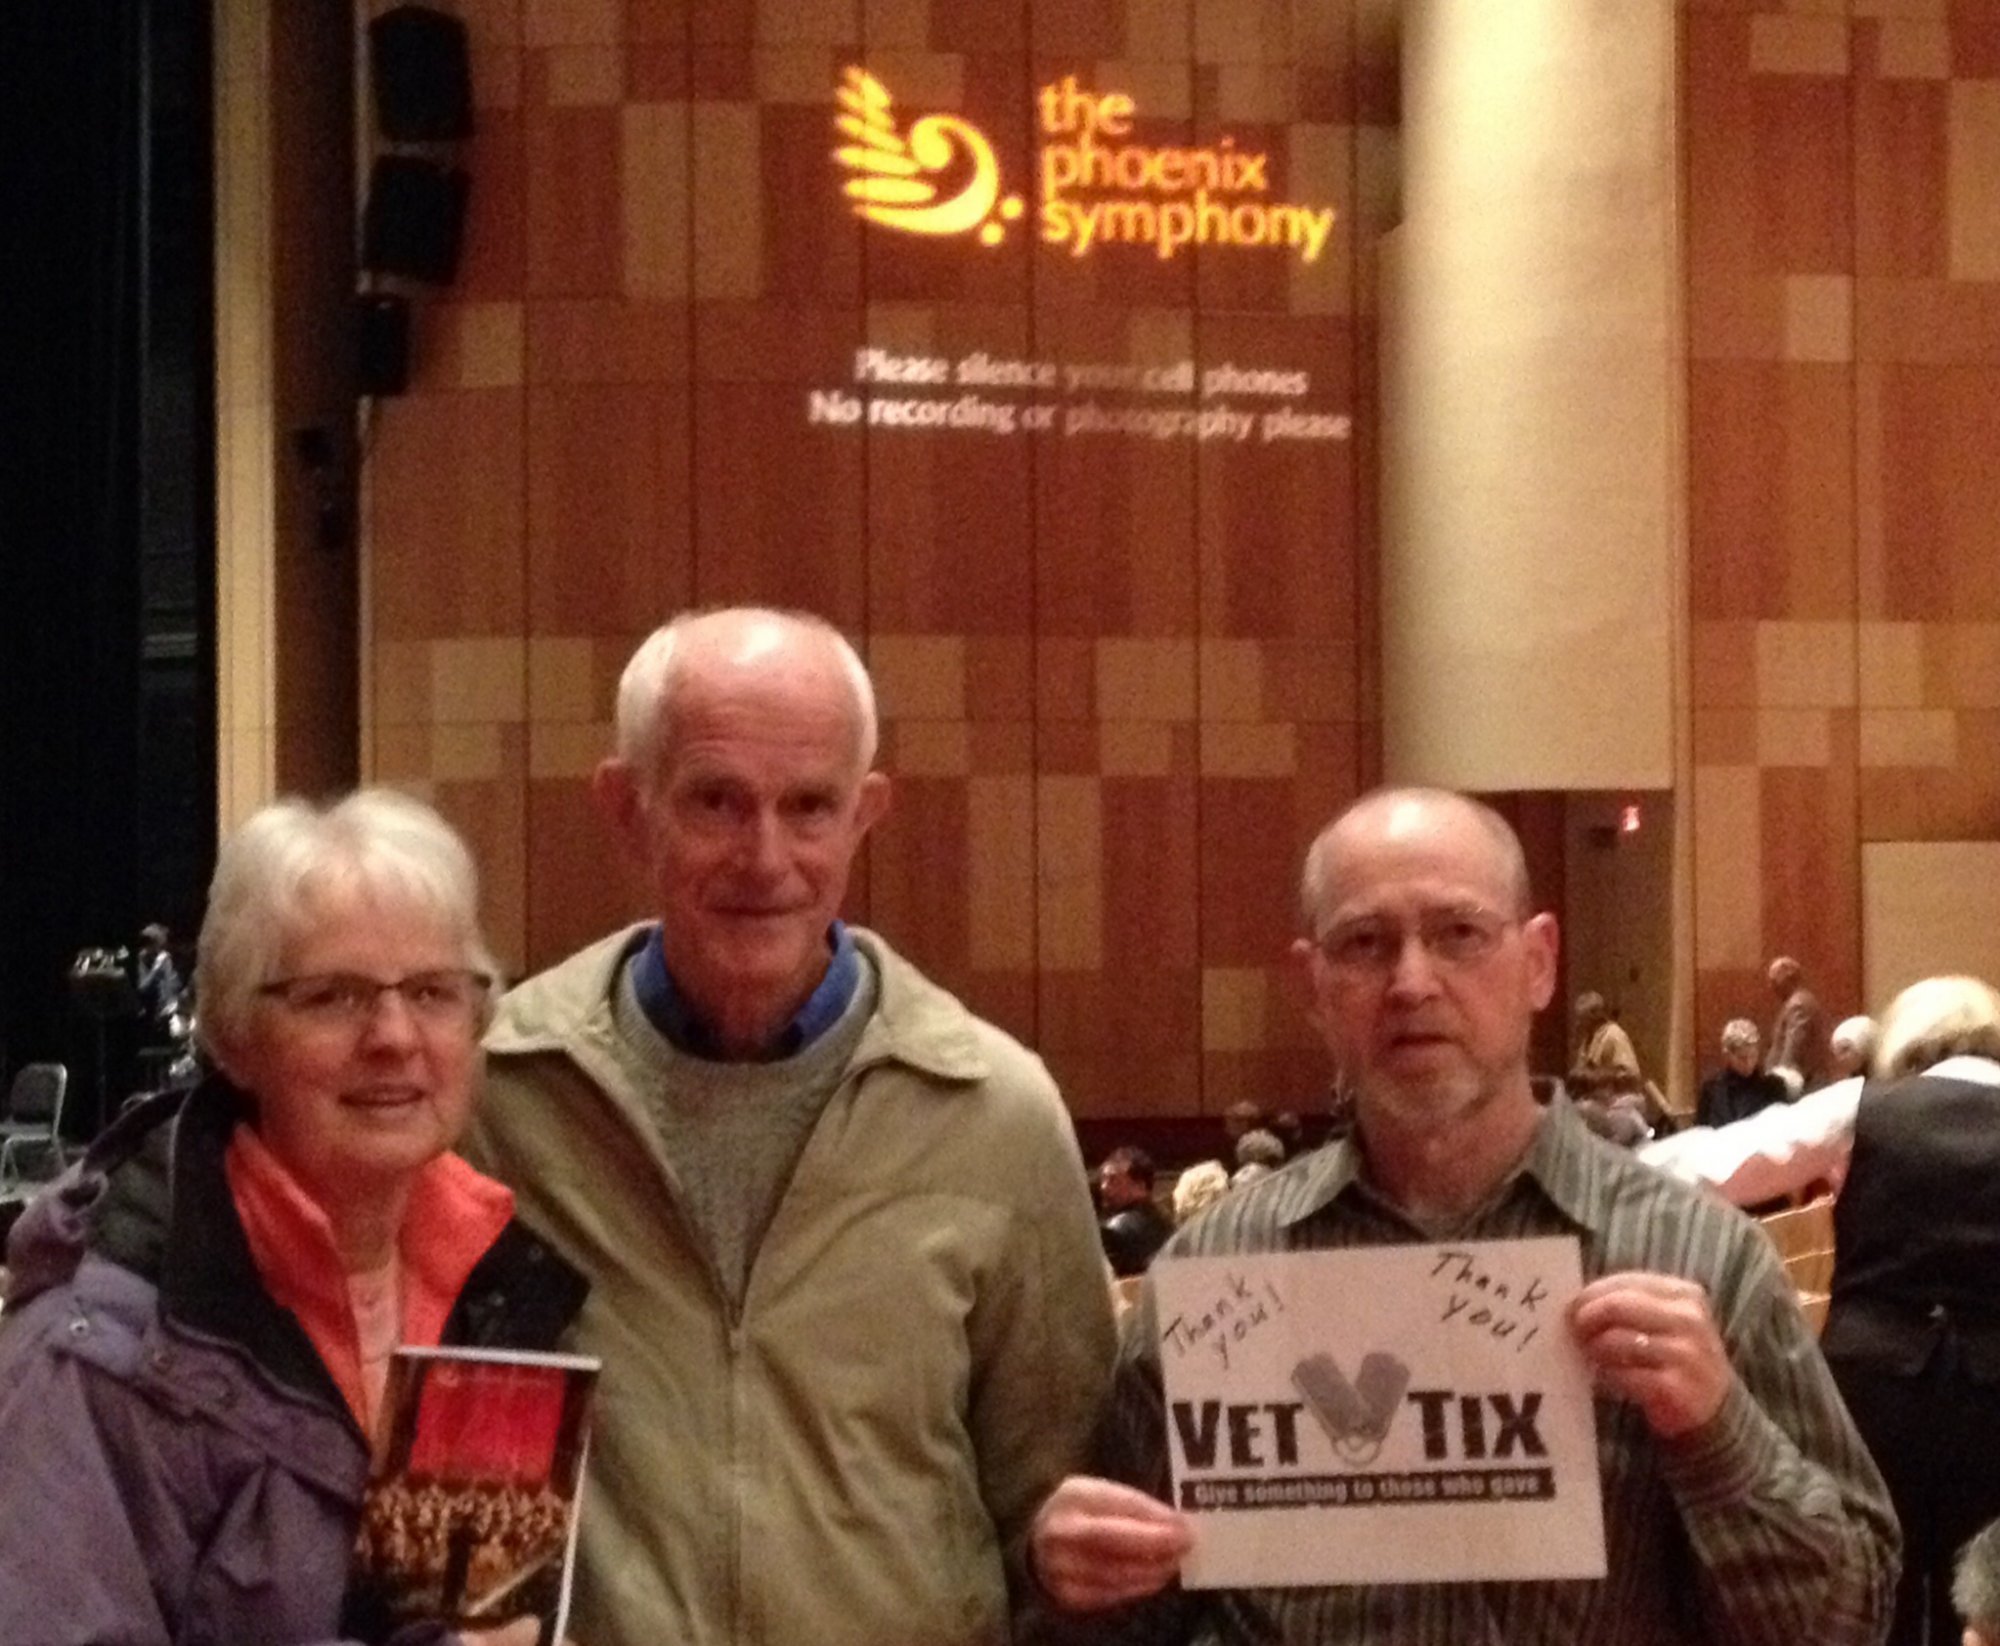 the
phoenix
symphony
Please silence your cell phones
No recording or photography please
Thank
you!
Thank
you!
VET TIX
Give something to those who gave